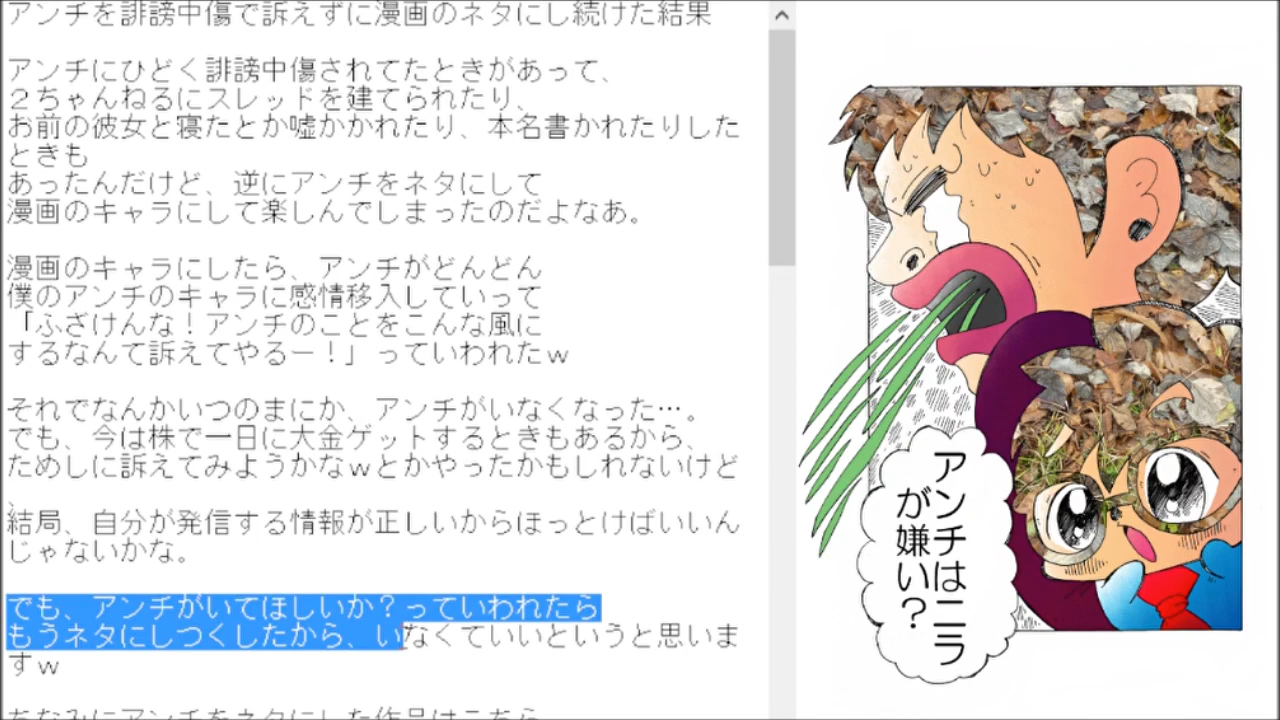 アンチを誹謗中傷で訴えずに漫画のネタにし続けた結果
アンチにひどく誹謗中傷されてたときがあって、
２ちゃんねるにスレッドを建てられたり、
お前の彼女と寝たとか嘘かかれたり、本名書かれたりした
ときも
あったんだけど、逆にアンチをネタにして
漫画のキャラにして楽しんでしまったのだよなあ。
漫画のキャラにしたら、アンチがどんどん
僕のアンチのキャラに感情移入していって
「ふざけんな！アンチのことをこんな風に
するなんて訴えてやるー！」っていわれたｗ
それでなんかいつのまにか、アンチがいなくなった…。
でも、今は株で一日に大金ゲットするときもあるから、
ためしに訴えてみようかなｗとかやったかもしれないけど
、
結局、自分が発信する情報が正しいからほっとけばいいん
じゃないかな。
でも、アンチがいてほしいか？っていわれたら
もうネタにしつくしたから、いなくていいというと思いま
すｗ
ちなみにアンチをネタにした作品はこちら
アンチはニラ
が嫌い？